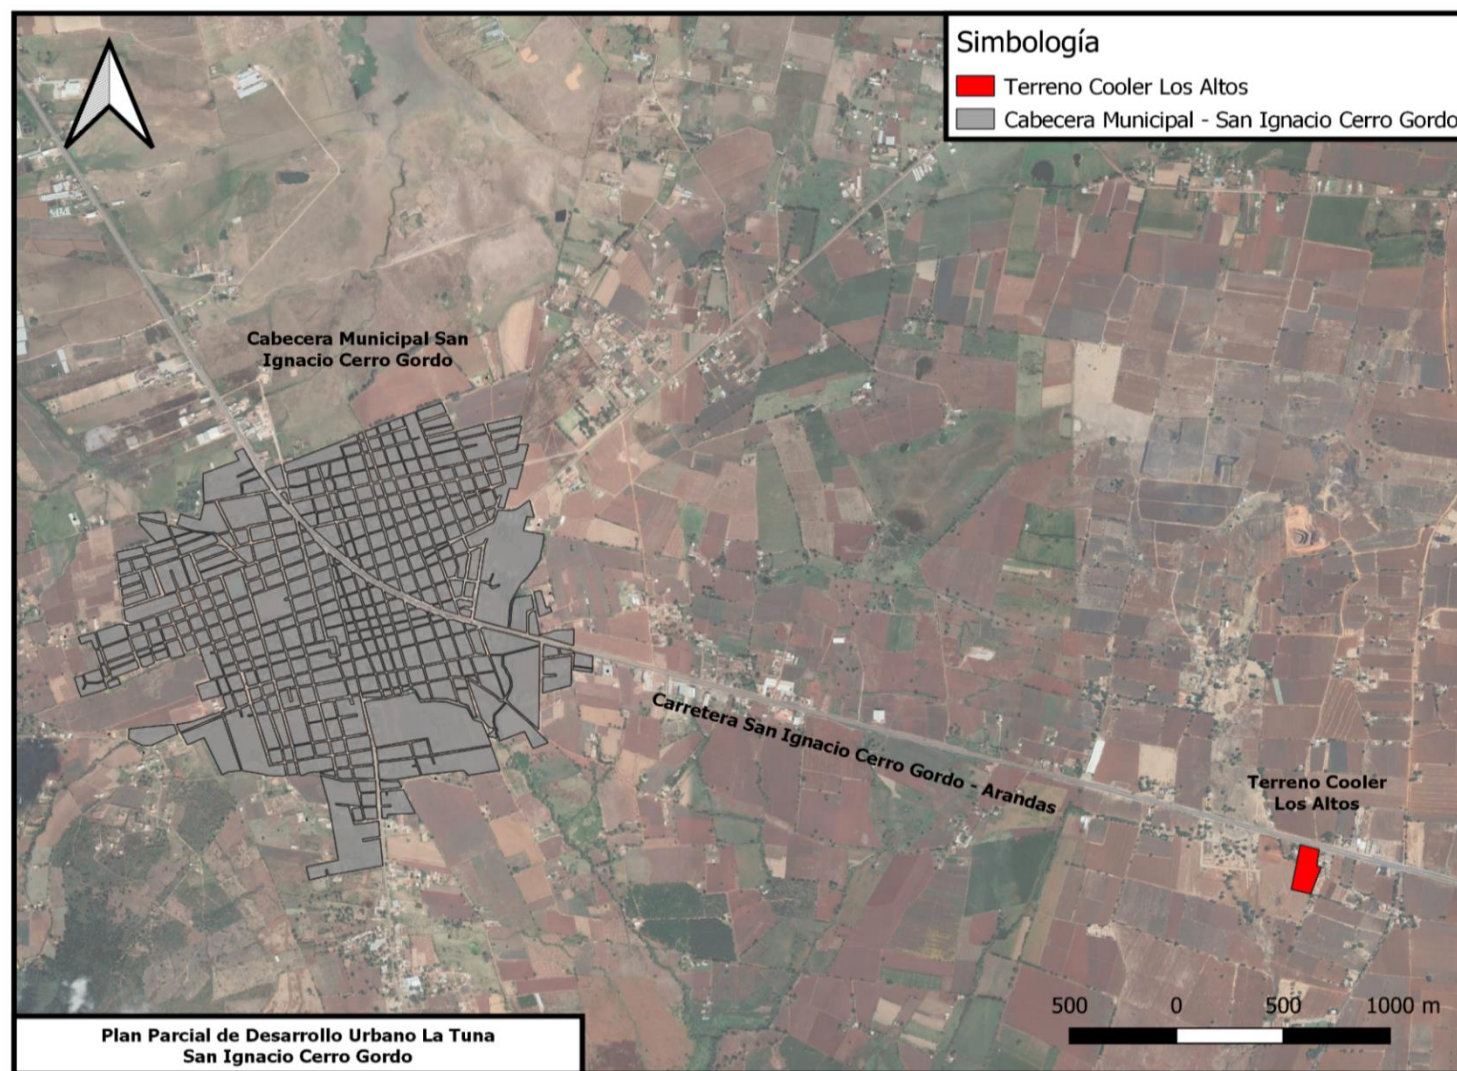 Simbología
Terreno Cooler Los Altos
Cabecera Municipal - San Ignacio Cerro Gordo
Cabecera Municipal San
Ignacio Cerro Gordo
Carretera San Ignacio Cerro Gordo - Arandas
Terreno Cooler
Los Altos
500 0 500 1000 m
Plan Parcial de Desarrollo Urbano La Tuna
San Ignacio Cerro Gordo